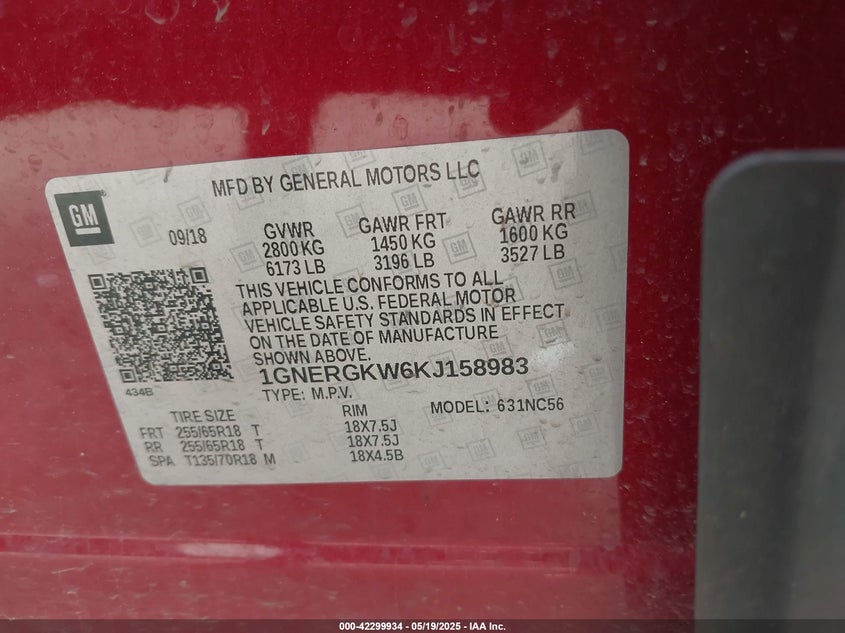 MFD BY GENERAL MOTORS LLC
GM
09/18
GVWR
2800 KG
6173 LB
GAWR FRT
1450 KG
3196 LB
GAWR RR
1600 KG
3527 LB
THIS VEHICLE CONFORMS TO ALL
APPLICABLE U.S. FEDERAL MOTOR
VEHICLE SAFETY STANDARDS IN EFFECT
ON THE DATE OF MANUFACTURE
SHOWN ABOVE.
1GNERGKW6KJ158983
434B
TYPE: M.P.V.
MODEL: 631NC56
TIRE SIZE
RIM
FRT 255/65R18 T 18X7.5J
RR 255/65R18 T 18X7.5J
SPA T135/70R18 M 18X4.5B
000-42299934 - 05/19/2025 - IAA Inc.